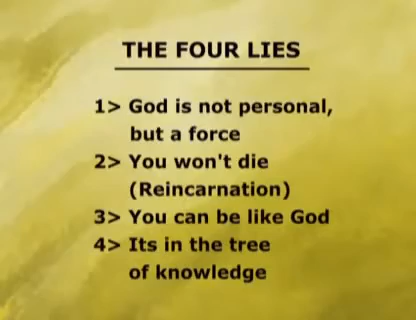 THE FOUR LIES
1> God is not personal,
but a force
2> You won't die
(Reincarnation)
3> You can be like God
4> Its in the tree
of knowledge